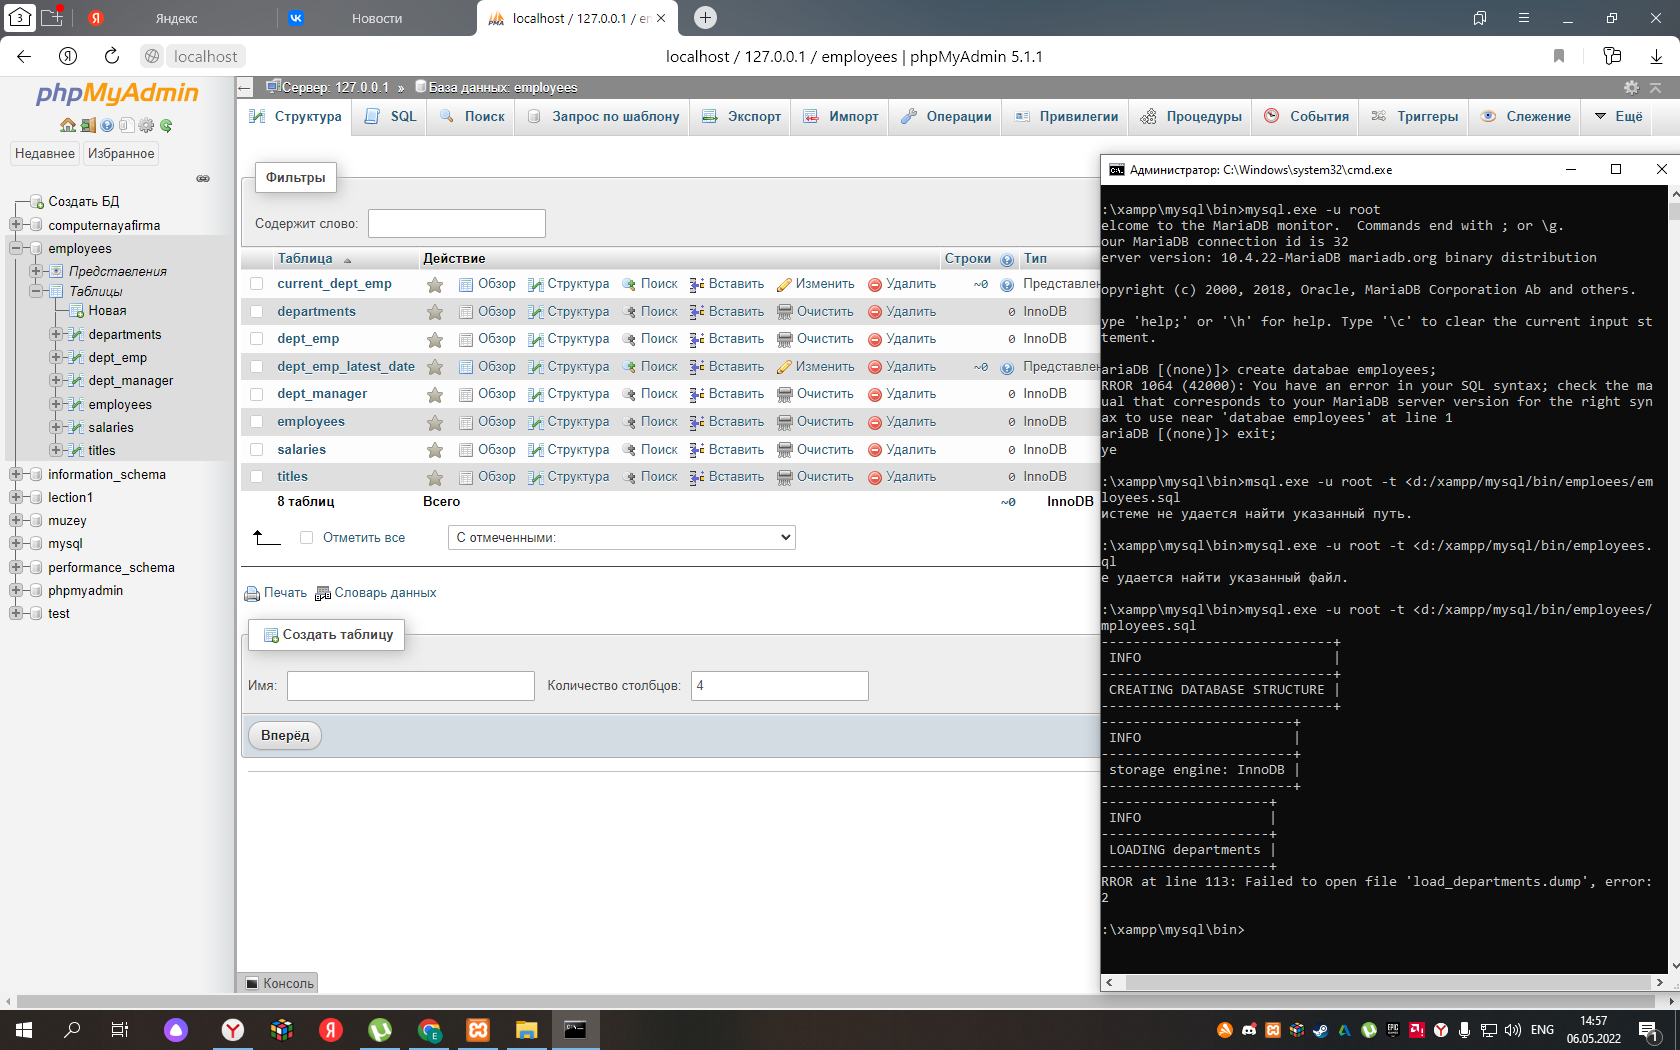 3
Яндекс
Новости
localhost / 127.0.0.1 / en
localhost
localhost / 127.0.0.1 / employees | phpMyAdmin 5.1.1
phpMyAdmin
Недавнее
Избранное
Создать БД
computernayafirma
employees
Представления
Таблицы
Новая
departments
dept_emp
dept_manager
employees
salaries
titles
information_schema
lection1
muzey
mysql
performance_schema
phpmyadmin
test
Сервер: 127.0.0.1 » База данных: employees
Структура SQL Поиск Запрос по шаблону Экспорт Импорт Операции Привилегии Процедуры События Триггеры Слежение Ещё
Фильтры
Содержит слово:
Таблица Действие Строки Тип
current_dept_emp Обзор Структура Поиск Вставить Изменить Удалить ~0 Представлен
departments Обзор Структура Поиск Вставить Очистить Удалить 0 InnoDB
dept_emp Обзор Структура Поиск Вставить Очистить Удалить 0 InnoDB
dept_emp_latest_date Обзор Структура Поиск Вставить Изменить Удалить ~0 Представлен
dept_manager Обзор Структура Поиск Вставить Очистить Удалить 0 InnoDB
employees Обзор Структура Поиск Вставить Очистить Удалить 0 InnoDB
salaries Обзор Структура Поиск Вставить Очистить Удалить 0 InnoDB
titles Обзор Структура Поиск Вставить Очистить Удалить 0 InnoDB
8 таблиц Всего ~0 InnoDB
Отметить все
С отмеченными:
Печать Словарь данных
Создать таблицу
Имя:
Количество столбцов: 4
Вперёд
Консоль
Администратор: C:\Windows\system32\cmd.exe
:\xampp\mysql\bin>mysql.exe -u root
elcome to the MariaDB monitor.  Commands end with ; or \g.
our MariaDB connection id is 32
erver version: 10.4.22-MariaDB mariadb.org binary distribution
opyright (c) 2000, 2018, Oracle, MariaDB Corporation Ab and others.
ype 'help;' or '\h' for help. Type '\c' to clear the current input st
tement.
ariaDB [(none)]> create databae employees;
RROR 1064 (42000): You have an error in your SQL syntax; check the ma
ual that corresponds to your MariaDB server version for the right syn
ax to use near 'databae employees' at line 1
ariaDB [(none)]> exit;
ye
:\xampp\mysql\bin>msql.exe -u root -t <d:/xampp/mysql/bin/emploees/em
loyees.sql
истеме не удается найти указанный путь.
:\xampp\mysql\bin>mysql.exe -u root -t <d:/xampp/mysql/bin/employees.
ql
е удается найти указанный файл.
:\xampp\mysql\bin>mysql.exe -u root -t <d:/xampp/mysql/bin/employees/
mployees.sql
-----------------------------+
 INFO                        |
-----------------------------+
 CREATING DATABASE STRUCTURE |
-----------------------------+
------------------------+
 INFO                   |
------------------------+
 storage engine: InnoDB |
------------------------+
---------------------+
 INFO                |
---------------------+
 LOADING departments |
---------------------+
RROR at line 113: Failed to open file 'load_departments.dump', error:
2
:\xampp\mysql\bin>
ENG
14:57
06.05.2022
1